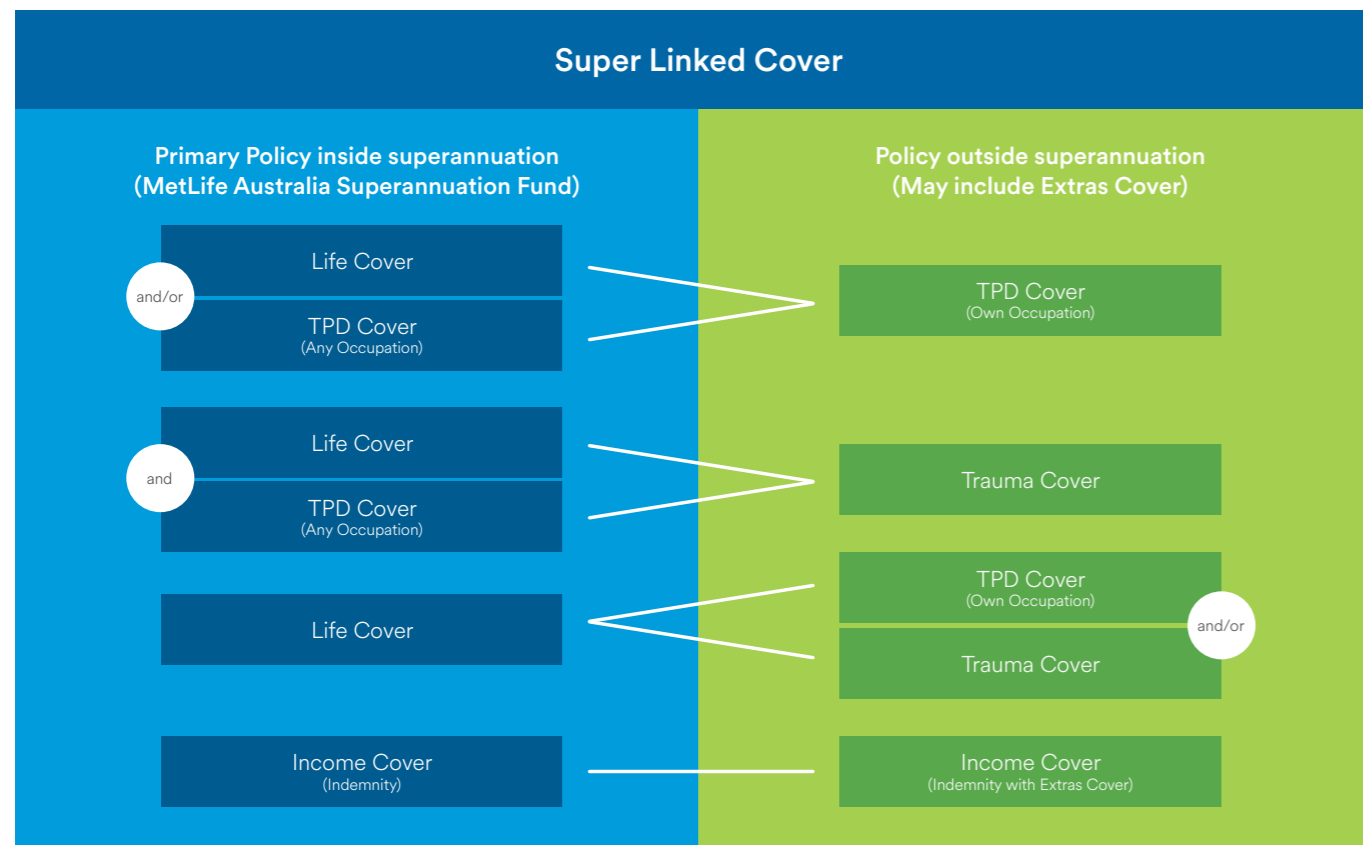 Super Linked Cover
Primary Policy inside superannuation
(MetLife Australia Superannuation Fund)
Policy outside superannuation
(May include Extras Cover)
Life Cover
and/or
TPD Cover
(Any Occupation)
TPD Cover
(Own Occupation)
Life Cover
and
TPD Cover
(Any Occupation)
Trauma Cover
Life Cover
TPD Cover
(Own Occupation)
and/or
Trauma Cover
Income Cover
(Indemnity)
Income Cover
(Indemnity with Extras Cover)